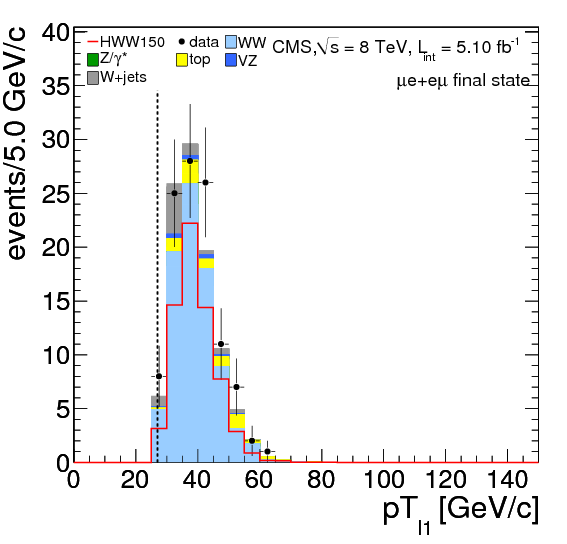 HWW150 data WW CMS,√s = 8 TeV, L_int = 5.10 fb⁻¹
Z/γ* top VZ
W+jets μe+eμ final state
events/5.0 GeV/c
40
35
30
25
20
15
10
5
0
0 20 40 60 80 100 120 140
pT_l1 [GeV/c]